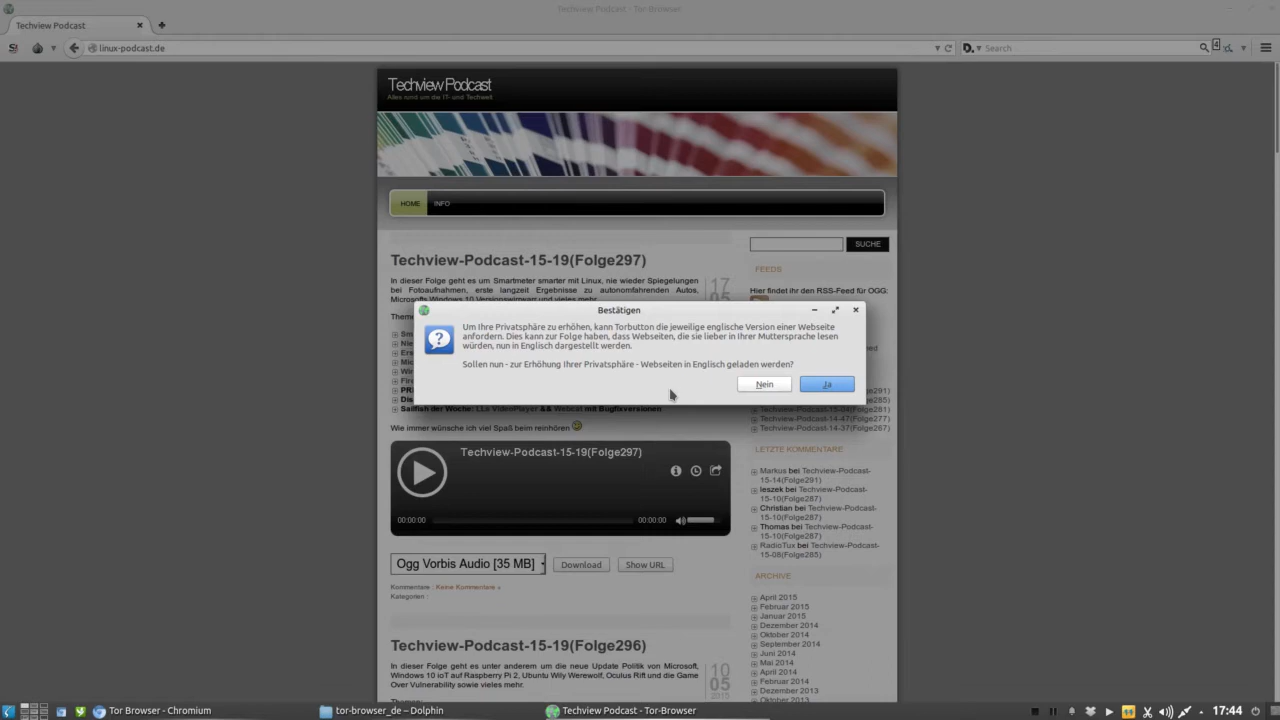 Techview Podcast - Tor-Browser
Techview Podcast
linux-podcast.de
Search
4
Techview Podcast
Alles rund um die IT- und Techwelt
HOME
INFO
SUCHE
Techview-Podcast-15-19(Folge297)
17
05
In dieser Folge geht es um Smartmeter smarter mit Linux, nie wieder Spiegelungen
bei Fotoaufnahmen, erste langzeit Ergebnisse zu autonomfahrenden Autos,
Microsofts Windows 10 Versionswirrwarr und vieles mehr.
FEEDS
Hier findet ihr den RSS-Feed für OGG:
Bestätigen
Um Ihre Privatsphäre zu erhöhen, kann Torbutton die jeweilige englische Version einer Webseite
anfordern. Dies kann zur Folge haben, dass Webseiten, die sie lieber in Ihrer Muttersprache lesen
würden, nun in Englisch dargestellt werden.
Sollen nun - zur Erhöhung Ihrer Privatsphäre - Webseiten in Englisch geladen werden?
Nein
Ja
Sailfish der Woche: LLs VideoPlayer && Webcat mit Bugfixversionen
Wie immer wünsche ich viel Spaß beim reinhören
Techview-Podcast-15-04(Folge281)
Techview-Podcast-14-47(Folge277)
Techview-Podcast-14-37(Folge287)
Techview-Podcast-15-19(Folge297)
00:00:00
00:00:00
LETZTE KOMMENTARE
Markus bei Techview-Podcast-
15-14(Folge291)
leszek bei Techview-Podcast-
15-10(Folge287)
Christian bei Techview-Podcast-
15-10(Folge287)
Thomas bei Techview-Podcast-
15-10(Folge287)
RadioTux bei Techview-Podcast-
15-08(Folge285)
Ogg Vorbis Audio [35 MB]
Download
Show URL
Kommentare : Keine Kommentare »
Kategorien :
ARCHIVE
April 2015
Februar 2015
Januar 2015
Dezember 2014
Oktober 2014
September 2014
Juni 2014
Mai 2014
April 2014
Februar 2014
Dezember 2013
Oktober 2013
Techview-Podcast-15-19(Folge296)
10
05
2015
In dieser Folge geht es unter anderem um die neue Update Politik von Microsoft,
Windows 10 ioT auf Raspberry Pi 2, Ubuntu Wily Werewolf, Oculus Rift und die Game
Over Vulnerability sowie vieles mehr.
Tor Browser - Chromium
tor-browser_de – Dolphin
Techview Podcast - Tor-Browser
17:44